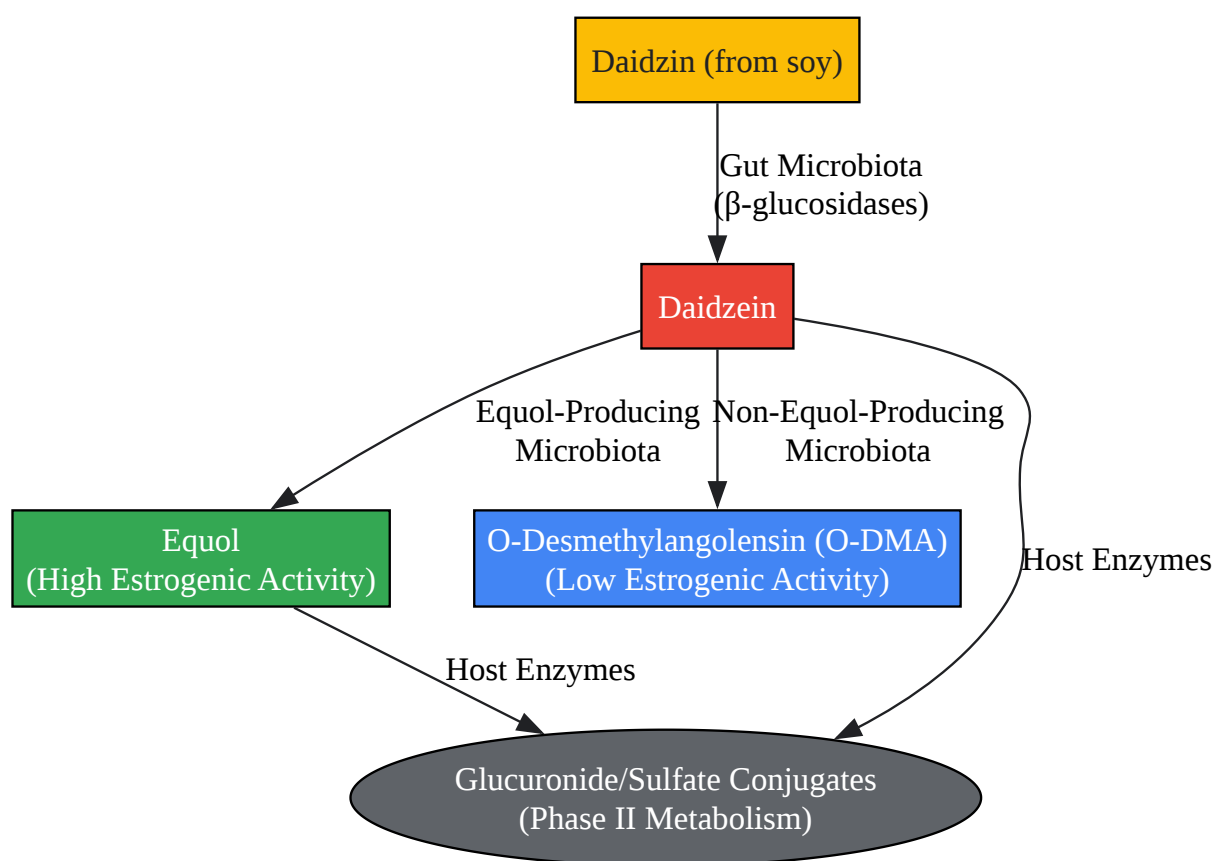 Daidzin (from soy)
Gut Microbiota
(β-glucosidases)
Daidzein
Equol-Producing
Microbiota
Non-Equol-Producing
Microbiota
Equol
(High Estrogenic Activity)
O-Desmethylangolensin (O-DMA)
(Low Estrogenic Activity)
Host Enzymes
Host Enzymes
Glucuronide/Sulfate Conjugates
(Phase II Metabolism)